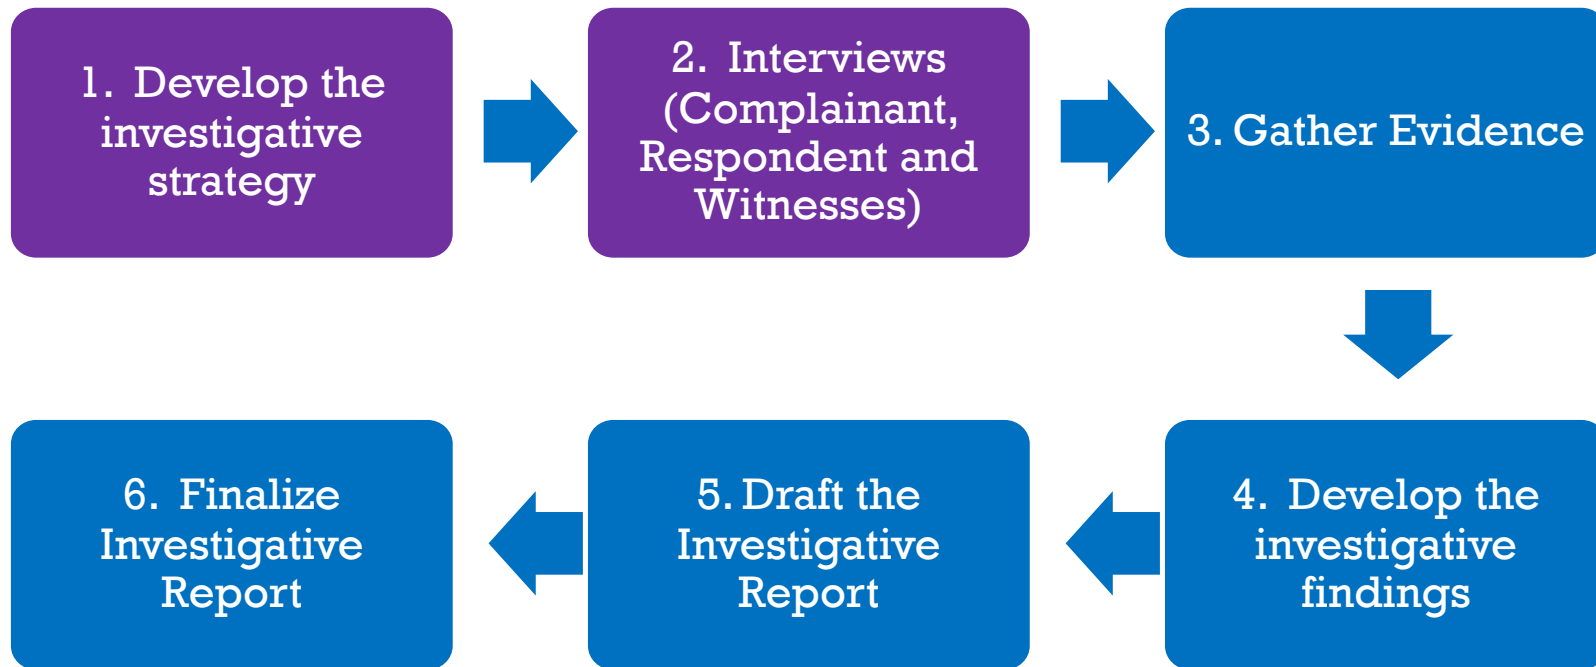 1. Develop the
investigative
strategy
2. Interviews
(Complainant,
Respondent and
Witnesses)
3. Gather Evidence
4. Develop the
investigative
findings
5. Draft the
Investigative
Report
6. Finalize
Investigative
Report